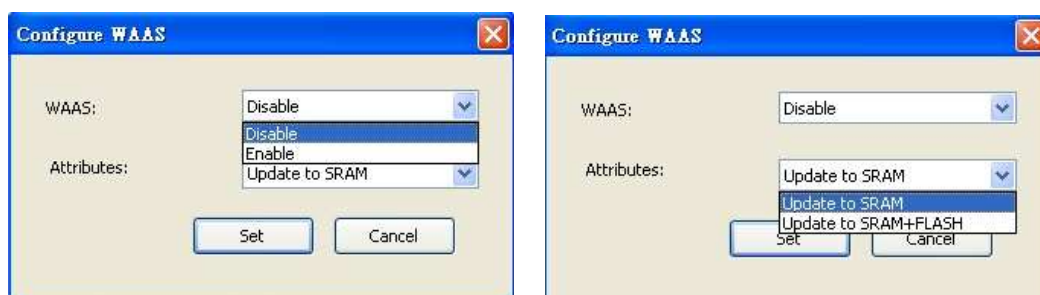 Configure WAAS
WAAS:
Disable
Disable
Enable
Attributes:
Update to SRAM
Set
Cancel
Configure WAAS
WAAS:
Disable
Attributes:
Update to SRAM
Update to SRAM
Update to SRAM+FLASH
Set
Cancel